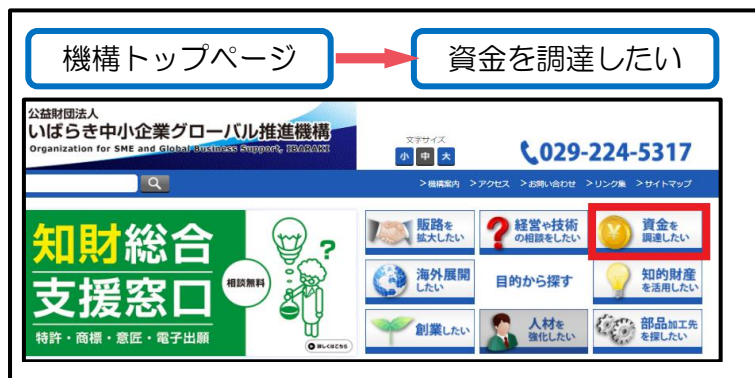 機構トップページ
資金を調達したい
公益財団法人
いばらき中小企業グローバル推進機構
Organization for SME and Global Business Support, IBARAKI
文字サイズ
小 中 大
029-224-5317
>機構案内 >アクセス >お問い合わせ >リンク集 >サイトマップ
知財総合
支援窓口
相談無料
特許・商標・意匠・電子出願
?
詳しくはこちら
販路を
拡大したい
?
経営や技術
の相談をしたい
¥
資金を
調達したい
海外展開
したい
目的から探す
知的財産
を活用したい
創業したい
人材を
強化したい
部品加工先
を探したい